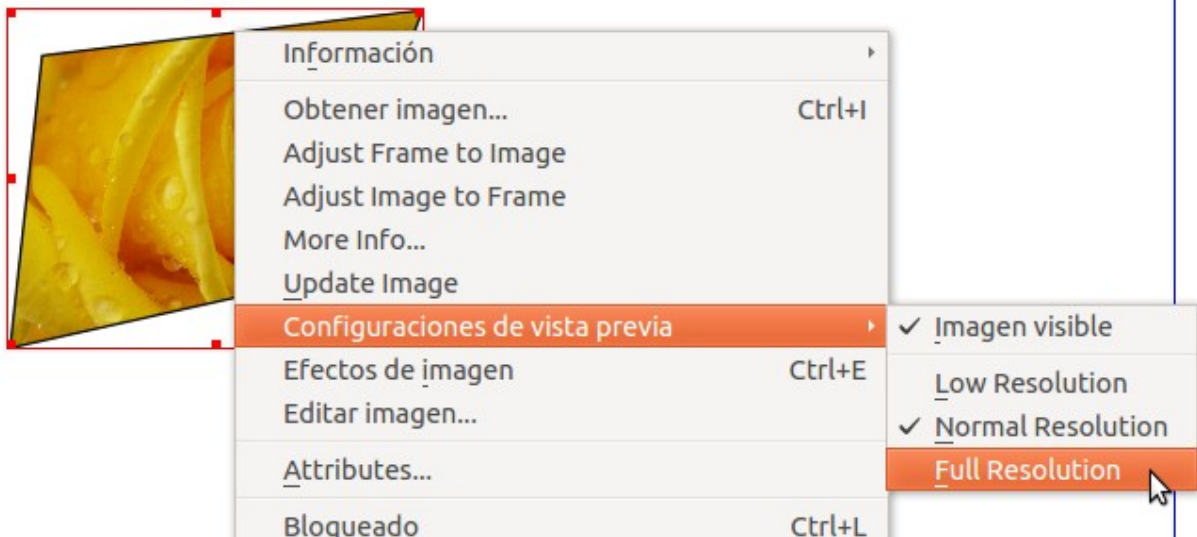 Información
Obtener imagen... Ctrl+I
Adjust Frame to Image
Adjust Image to Frame
More Info...
Update Image
Configuraciones de vista previa
Imagen visible
Efectos de imagen Ctrl+E
Low Resolution
Editar imagen...
Normal Resolution
Attributes...
Full Resolution
Bloqueado Ctrl+L